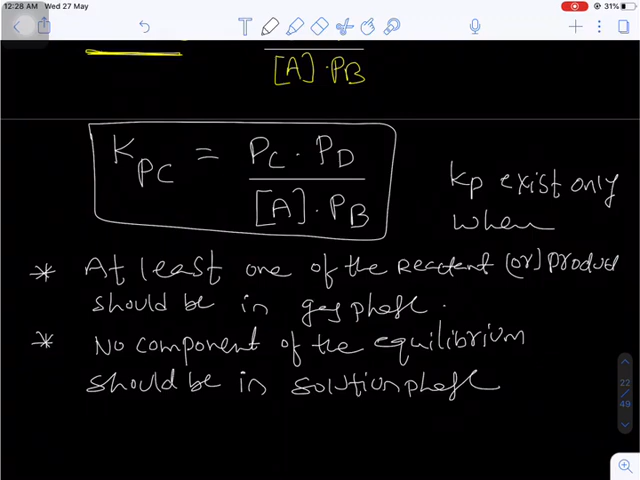 12:28 AM Wed 27 May
31%
[A] · PB
KPC = PC · PD
[A] · PB
kp exist only
when
* At least one of the Reactant (or) product
should be in gas phase.
* No component of the equilibrium
should be in solution phase
22
/
49